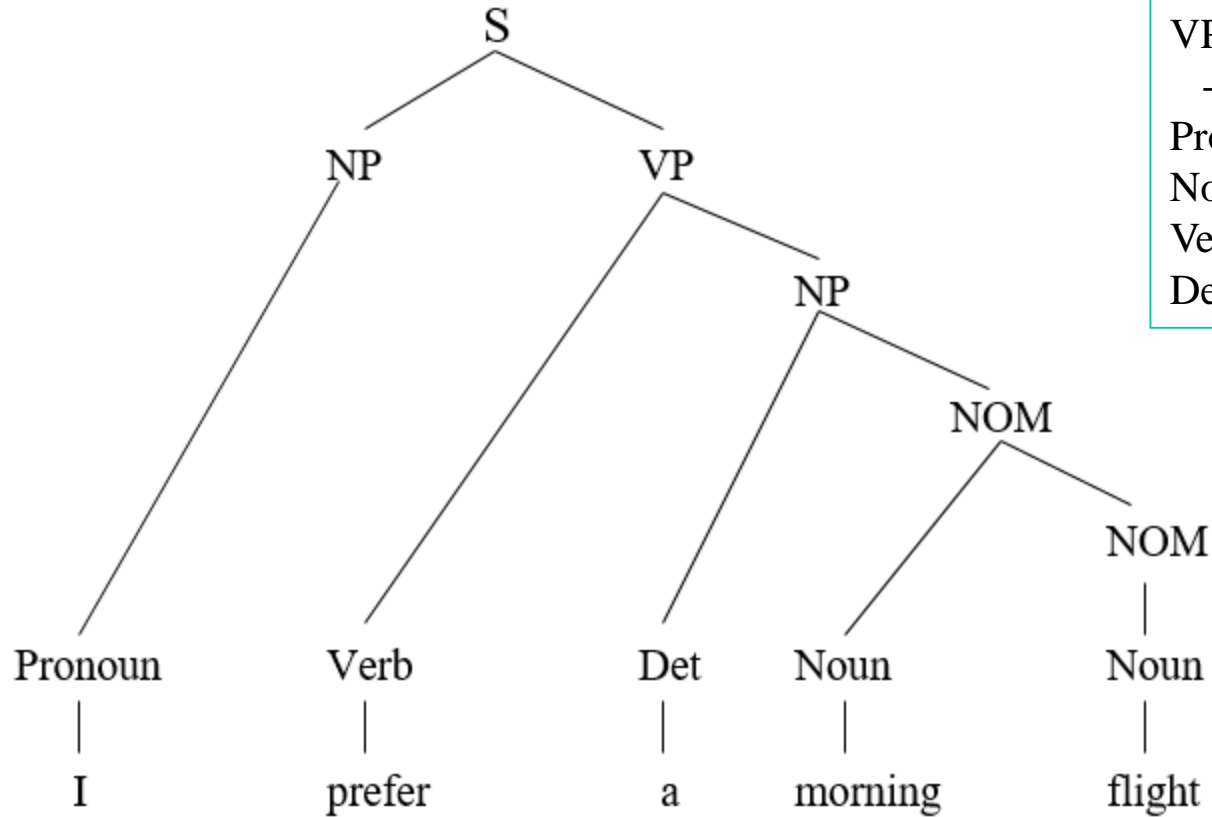 S
NP VP
NP
NOM
NOM
Pronoun Verb Det Noun Noun
I prefer a morning flight
-